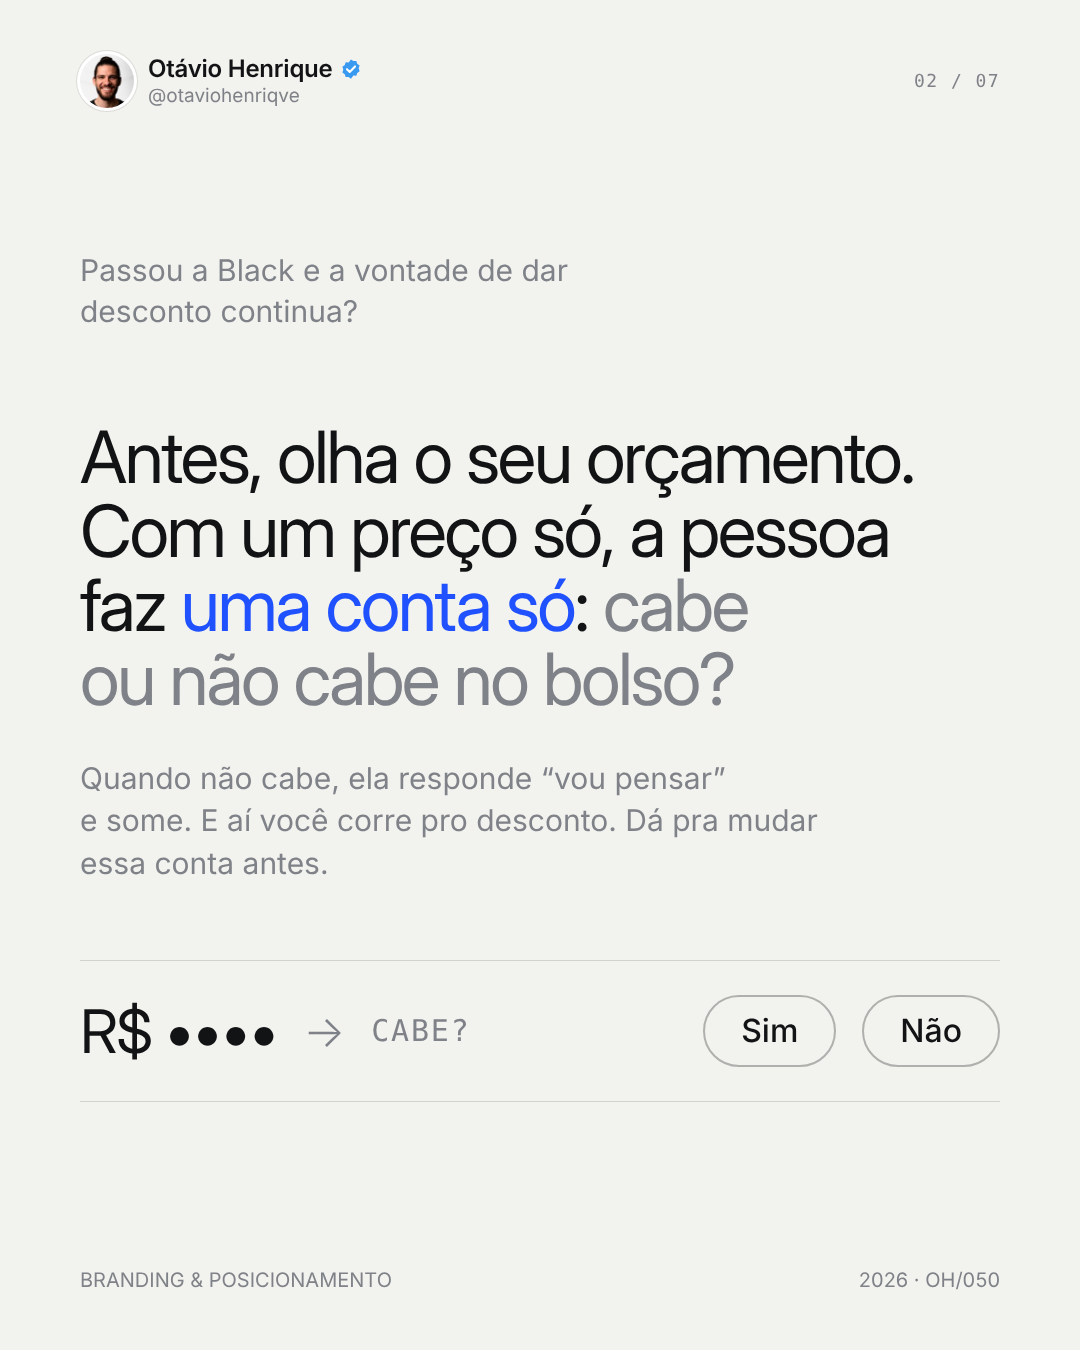 Otávio Henrique
@otaviohenriqve
02 / 07
Passou a Black e a vontade de dar
desconto continua?
Antes, olha o seu orçamento.
Com um preço só, a pessoa
faz uma conta só: cabe
ou não cabe no bolso?
Quando não cabe, ela responde “vou pensar”
e some. E aí você corre pro desconto. Dá pra mudar
essa conta antes.
R$ •••• → CABE? Sim Não
BRANDING & POSICIONAMENTO
2026 · OH/050